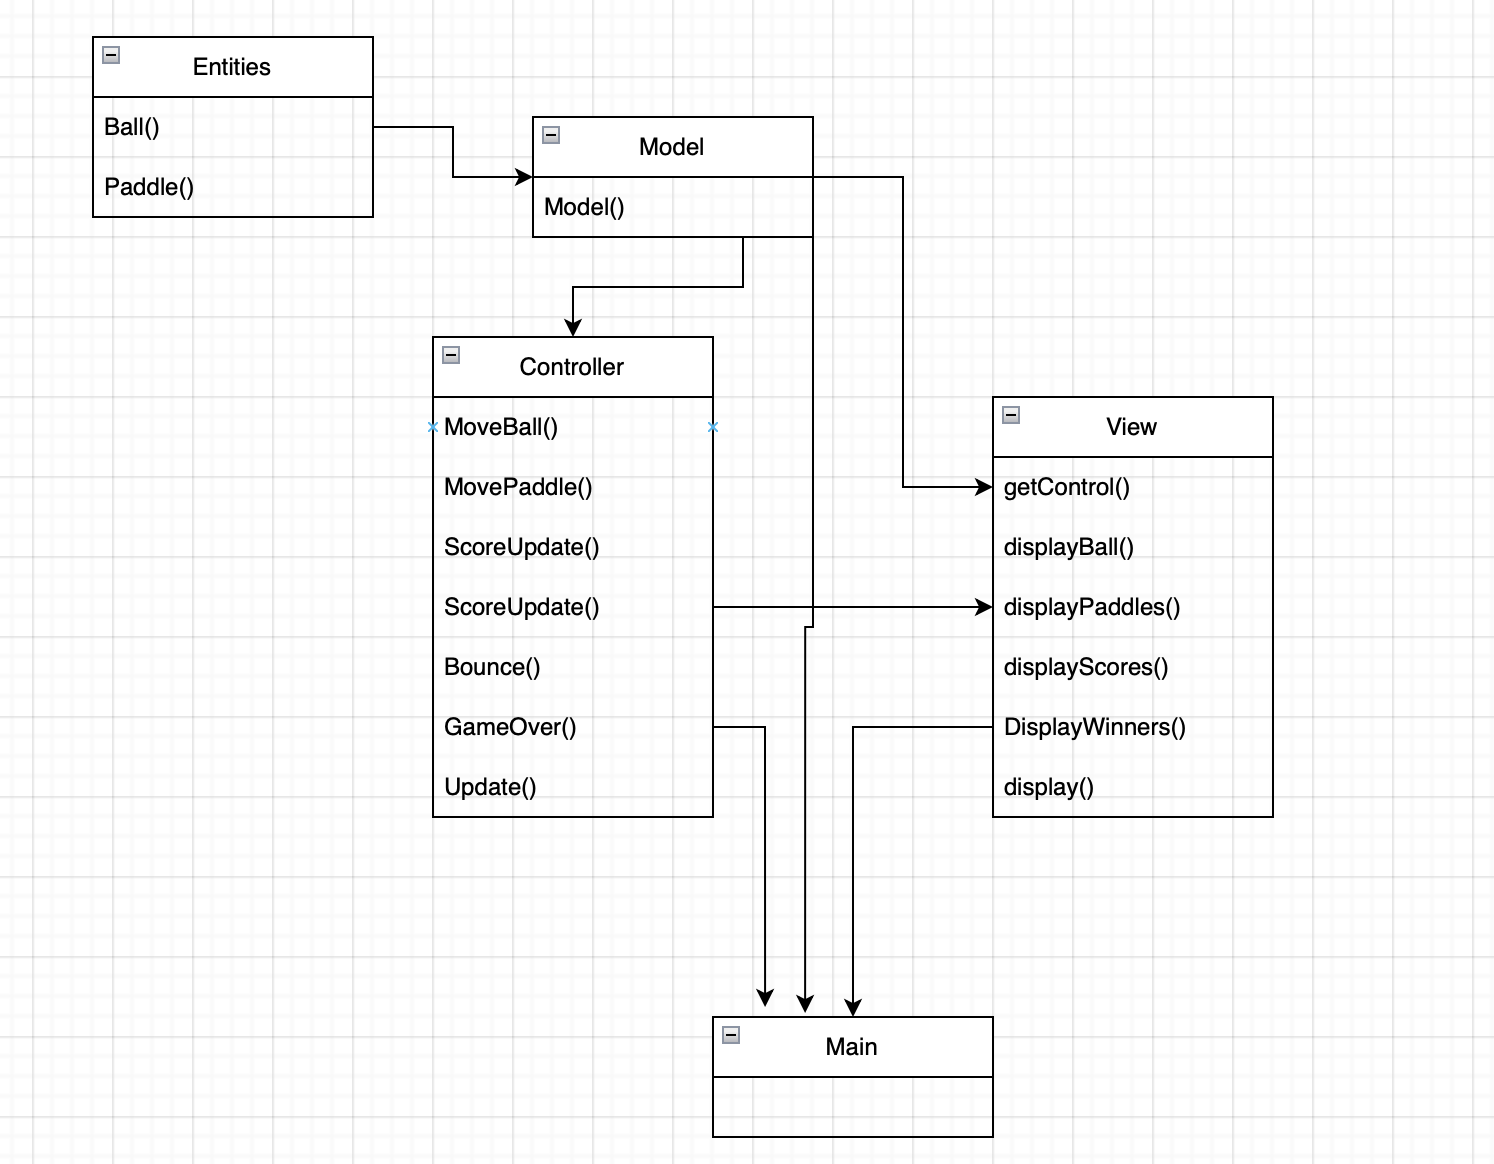 Entities
Ball()
Paddle()
Model
Model()
Controller
MoveBall()
MovePaddle()
ScoreUpdate()
ScoreUpdate()
Bounce()
GameOver()
Update()
View
getControl()
displayBall()
displayPaddles()
displayScores()
DisplayWinners()
display()
Main